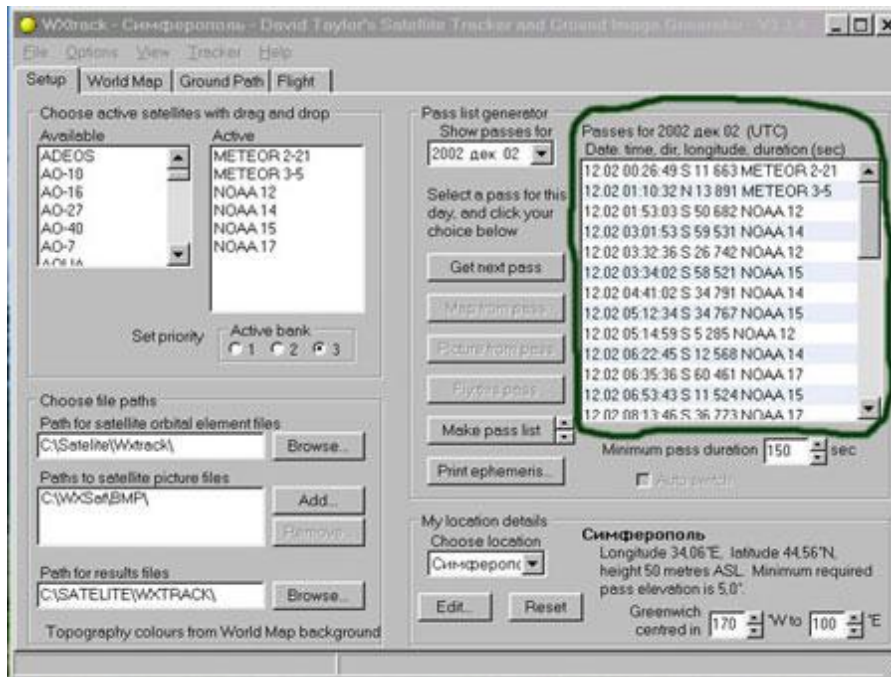 WXtrack - Симферополь - David Taylor's Satellite Tracker and Ground Image Generator
File Options View Tracker Help
Setup World Map Ground Path Flight
Choose active satellites with drag and drop
Available Active
ADEOS
AO-10
AO-16
AO-27
AO-40
AO-7
AQUA
METEOR 2-21
METEOR 3-5
NOAA 12
NOAA 14
NOAA 15
NOAA 17
Set priority
Active bank
1 2 3
Choose file paths
Path for satellite orbital element files
C:\Satelite\Wxtrack\
Browse...
Paths to satellite picture files
C:\WXSat\BMP\
Add...
Remove...
Path for results files
C:\SATELITE\WXTRACK\
Browse...
Topography colours from World Map background
Pass list generator
Show passes for
2002 дек 02
Select a pass for this
day, and click your
choice below
Get next pass
Map from pass
Picture from pass
Fly this pass
Make pass list
Print ephemeris...
Passes for 2002 дек 02 (UTC)
Date, time, dir, longitude, duration (sec)
12.02 00:26:49 S 11 663 METEOR 2-21
12.02 01:10:32 N 13 891 METEOR 3-5
12.02 01:53:03 S 50 682 NOAA 12
12.02 03:01:53 S 59 531 NOAA 14
12.02 03:32:36 S 26 742 NOAA 12
12.02 03:34:02 S 58 521 NOAA 15
12.02 04:41:02 S 34 791 NOAA 14
12.02 05:12:34 S 34 767 NOAA 15
12.02 05:14:59 S 5 285 NOAA 12
12.02 06:22:45 S 12 568 NOAA 14
12.02 06:35:36 S 60 461 NOAA 17
12.02 06:53:43 S 11 524 NOAA 15
12.02 08:13:46 S 36 773 NOAA 17
Minimum pass duration 150 sec
Auto switch
My location details
Choose location
Симферопо
Edit... Reset
Симферополь
Longitude 34,06°E, latitude 44,56°N,
height 50 metres ASL. Minimum required
pass elevation is 5,0°.
Greenwich
centred in 170 °W to 100 °E